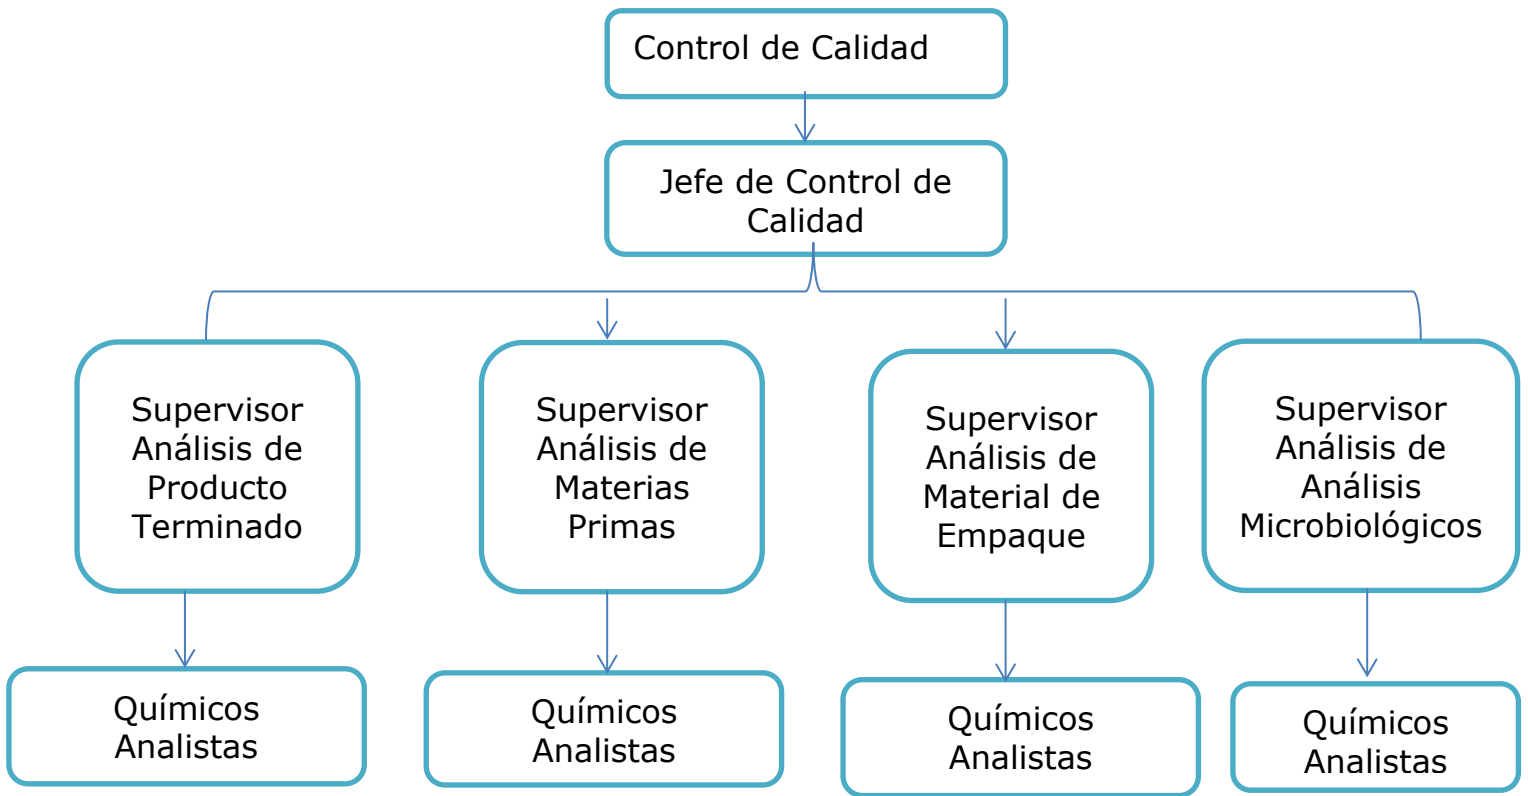 Control de Calidad
Jefe de Control de
Calidad
Supervisor
Análisis de
Producto
Terminado
Supervisor
Análisis de
Materias
Primas
Supervisor
Análisis de
Material de
Empaque
Supervisor
Análisis de
Análisis
Microbiológicos
Químicos
Analistas
Químicos
Analistas
Químicos
Analistas
Químicos
Analistas